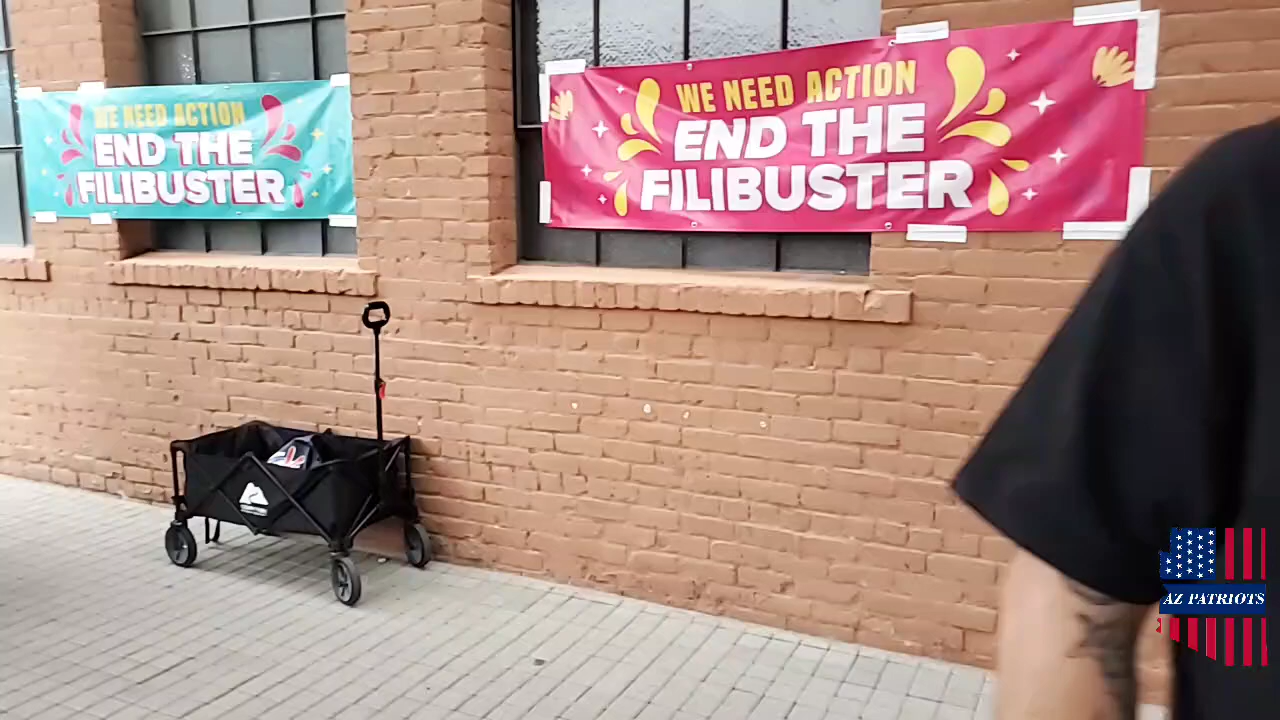 WE NEED ACTION
END THE
FILIBUSTER
WE NEED ACTION
END THE
FILIBUSTER
AZ PATRIOTS